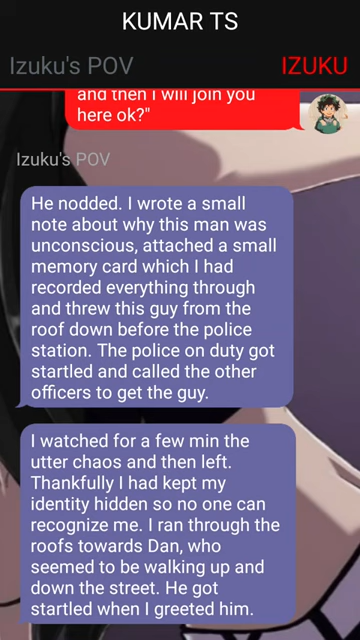 KUMAR TS
Izuku's POV
IZUKU
and then I will join you
here ok?"
Izuku's POV
He nodded. I wrote a small
note about why this man was
unconscious, attached a small
memory card which I had
recorded everything through
and threw this guy from the
roof down before the police
station. The police on duty got
startled and called the other
officers to get the guy.
I watched for a few min the
utter chaos and then left.
Thankfully I had kept my
identity hidden so no one can
recognize me. I ran through the
roofs towards Dan, who
seemed to be walking up and
down the street. He got
startled when I greeted him.